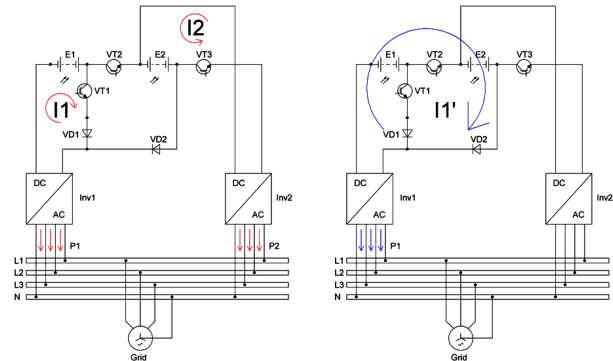 I2
E1 VT2 E2 VT3
I1 VT1
VD1 VD2
DC Inv1 DC Inv2
AC AC
P1 P2
L1
L2
L3
N
Grid
E1 VT2 E2 VT3
VT1 I1'
VD1 VD2
DC Inv1 DC Inv2
AC AC
P1
L1
L2
L3
N
Grid